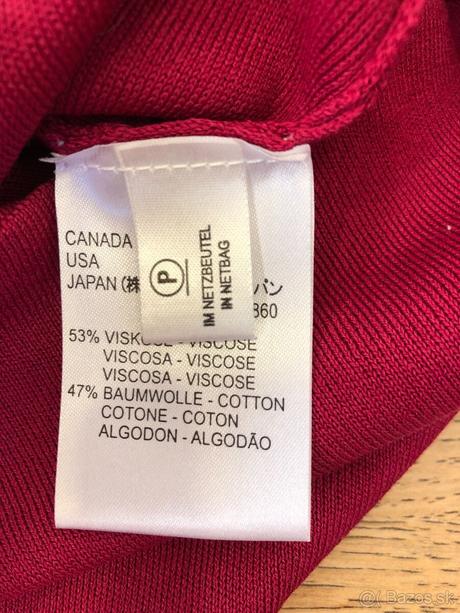 CANADA
USA
JAPAN (株
パン
360
P
IM NETZBEUTEL
IN NETBAG
53% VISKOSE - VISCOSE
VISCOSA - VISCOSE
VISCOSA - VISCOSE
47% BAUMWOLLE - COTTON
COTONE - COTON
ALGODON - ALGODÃO
Bazos.sk